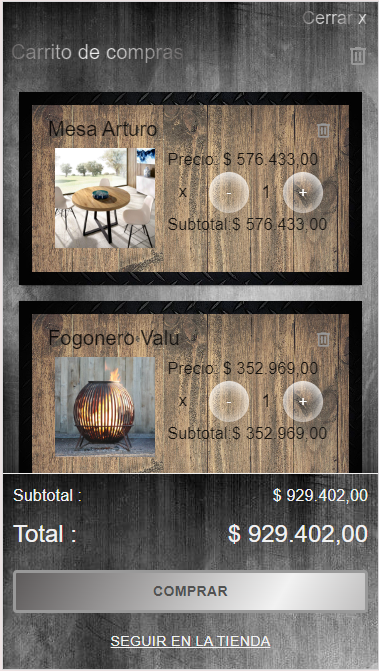 Cerrar x
Carrito de compras
Mesa Arturo
Precio: $ 576.433,00
x - 1 +
Subtotal:$ 576.433,00
Fogonero Valu
Precio: $ 352.969,00
x - 1 +
Subtotal:$ 352.969,00
Subtotal : $ 929.402,00
Total : $ 929.402,00
COMPRAR
SEGUIR EN LA TIENDA